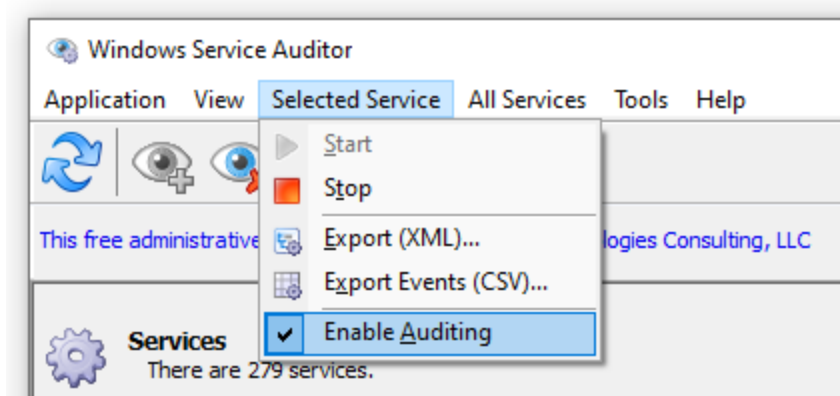 Windows Service Auditor
Application View Selected Service All Services Tools Help
Start
Stop
This free administrative logies Consulting, LLC
Export (XML)...
Export Events (CSV)...
Enable Auditing
Services
There are 279 services.